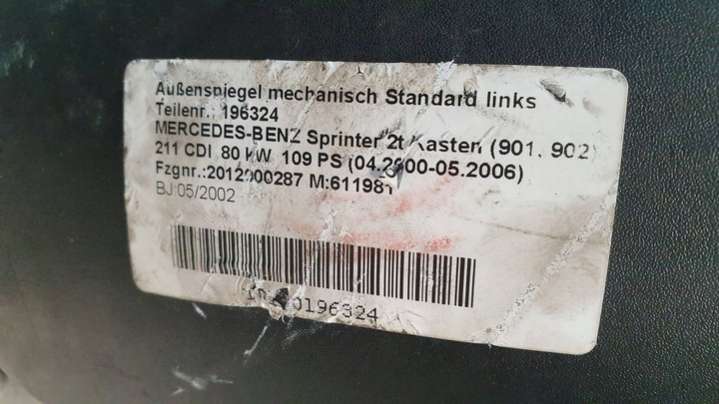 Außenspiegel mechanisch Standard links
Teilenr.: 196324
MERCEDES-BENZ Sprinter 2t Kasten (901, 902)
211 CDI 80 kW 109 PS (04.2000-05.2006)
Fzgnr.:2012000287 M:611981
BJ:05/2002
0196324